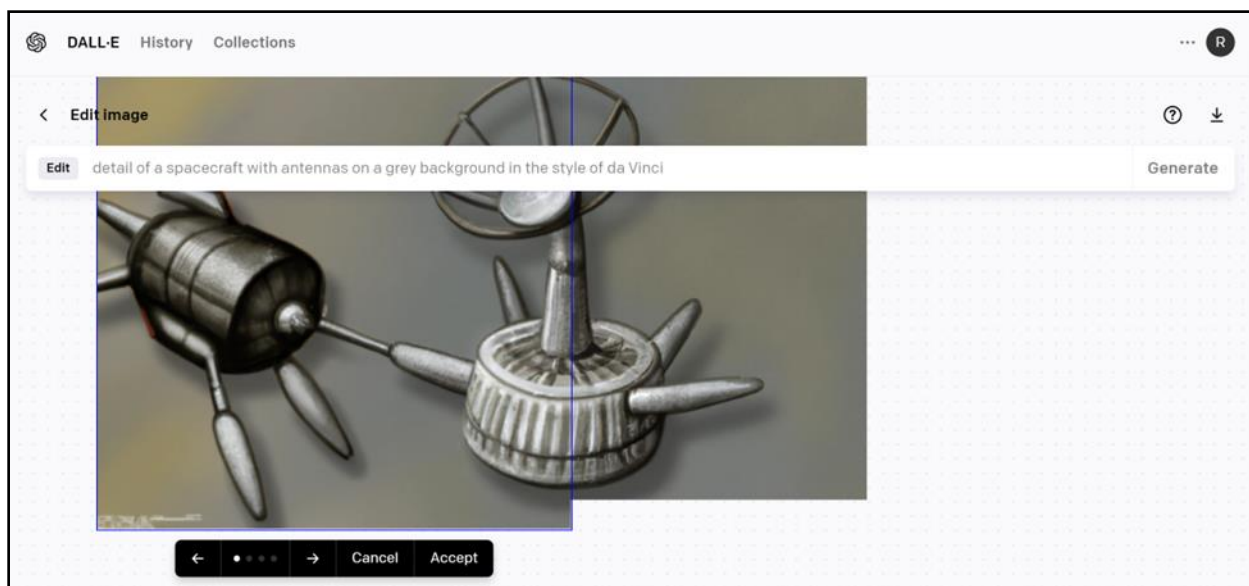 DALL·E History Collections ... R
Edit image
Edit detail of a spacecraft with antennas on a grey background in the style of da Vinci Generate
Cancel Accept